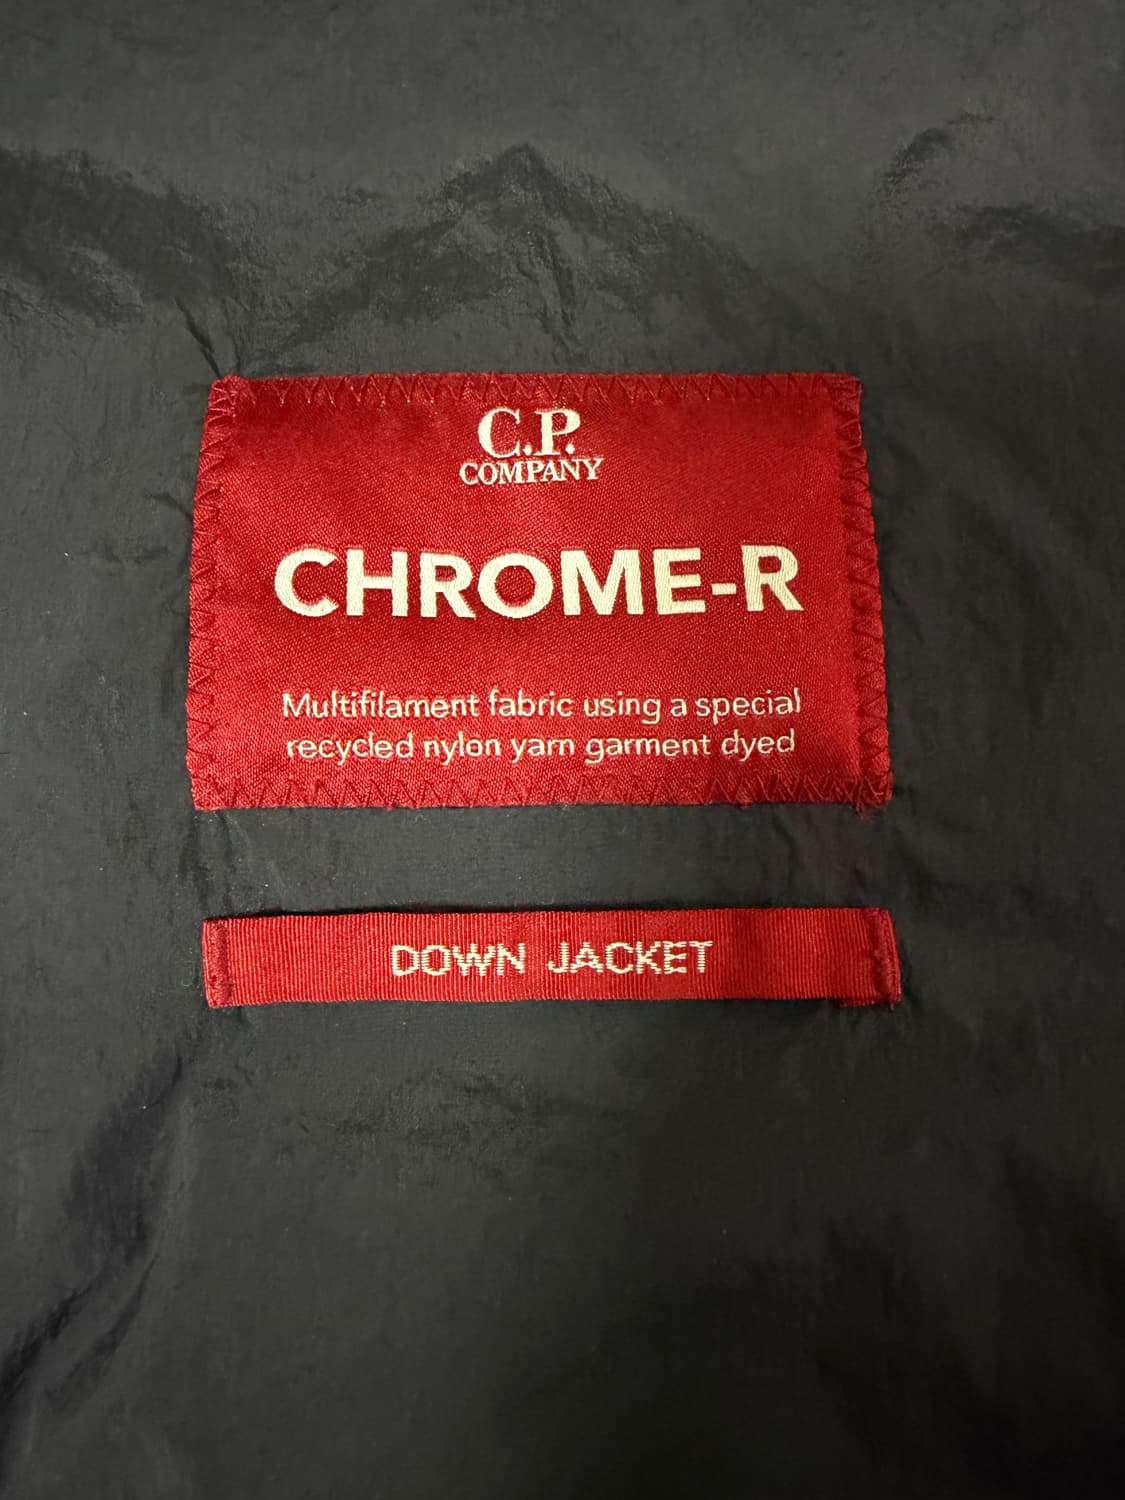 C.P.
COMPANY
CHROME-R
Multifilament fabric using a special
recycled nylon yarn garment dyed
DOWN JACKET